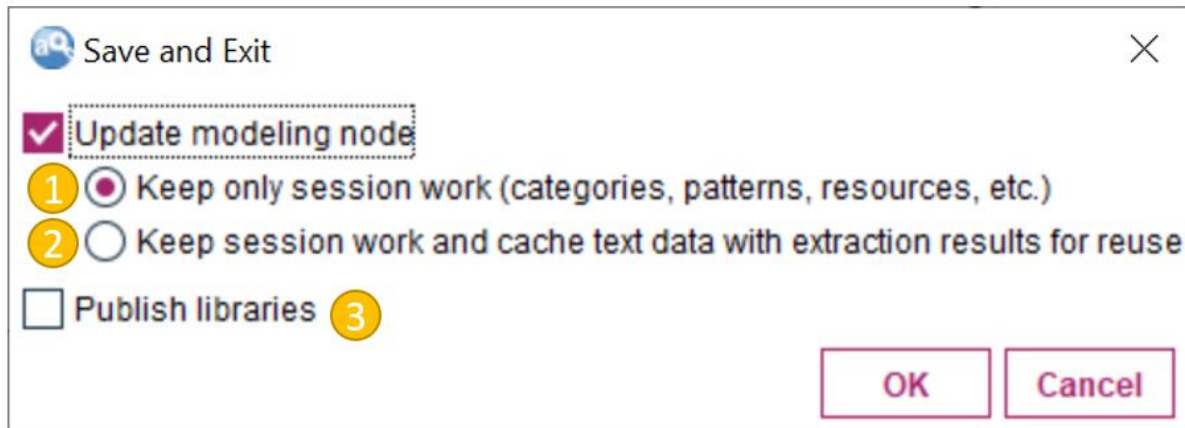 Save and Exit
Update modeling node
1 Keep only session work (categories, patterns, resources, etc.)
2 Keep session work and cache text data with extraction results for reuse
Publish libraries 3
OK Cancel